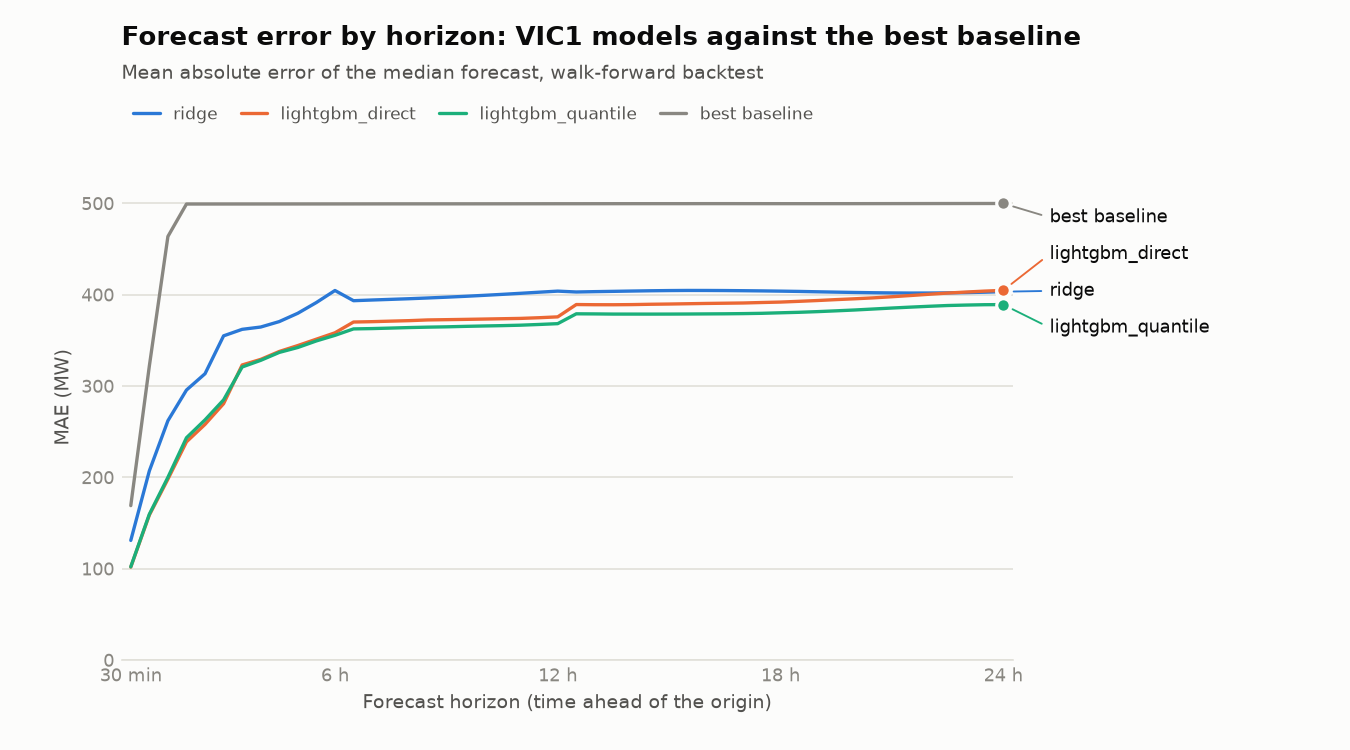 Forecast error by horizon: VIC1 models against the best baseline
Mean absolute error of the median forecast, walk-forward backtest
ridge lightgbm_direct lightgbm_quantile best baseline
500
400
300
200
100
0
MAE (MW)
best baseline
lightgbm_direct
ridge
lightgbm_quantile
30 min 6 h 12 h 18 h 24 h
Forecast horizon (time ahead of the origin)